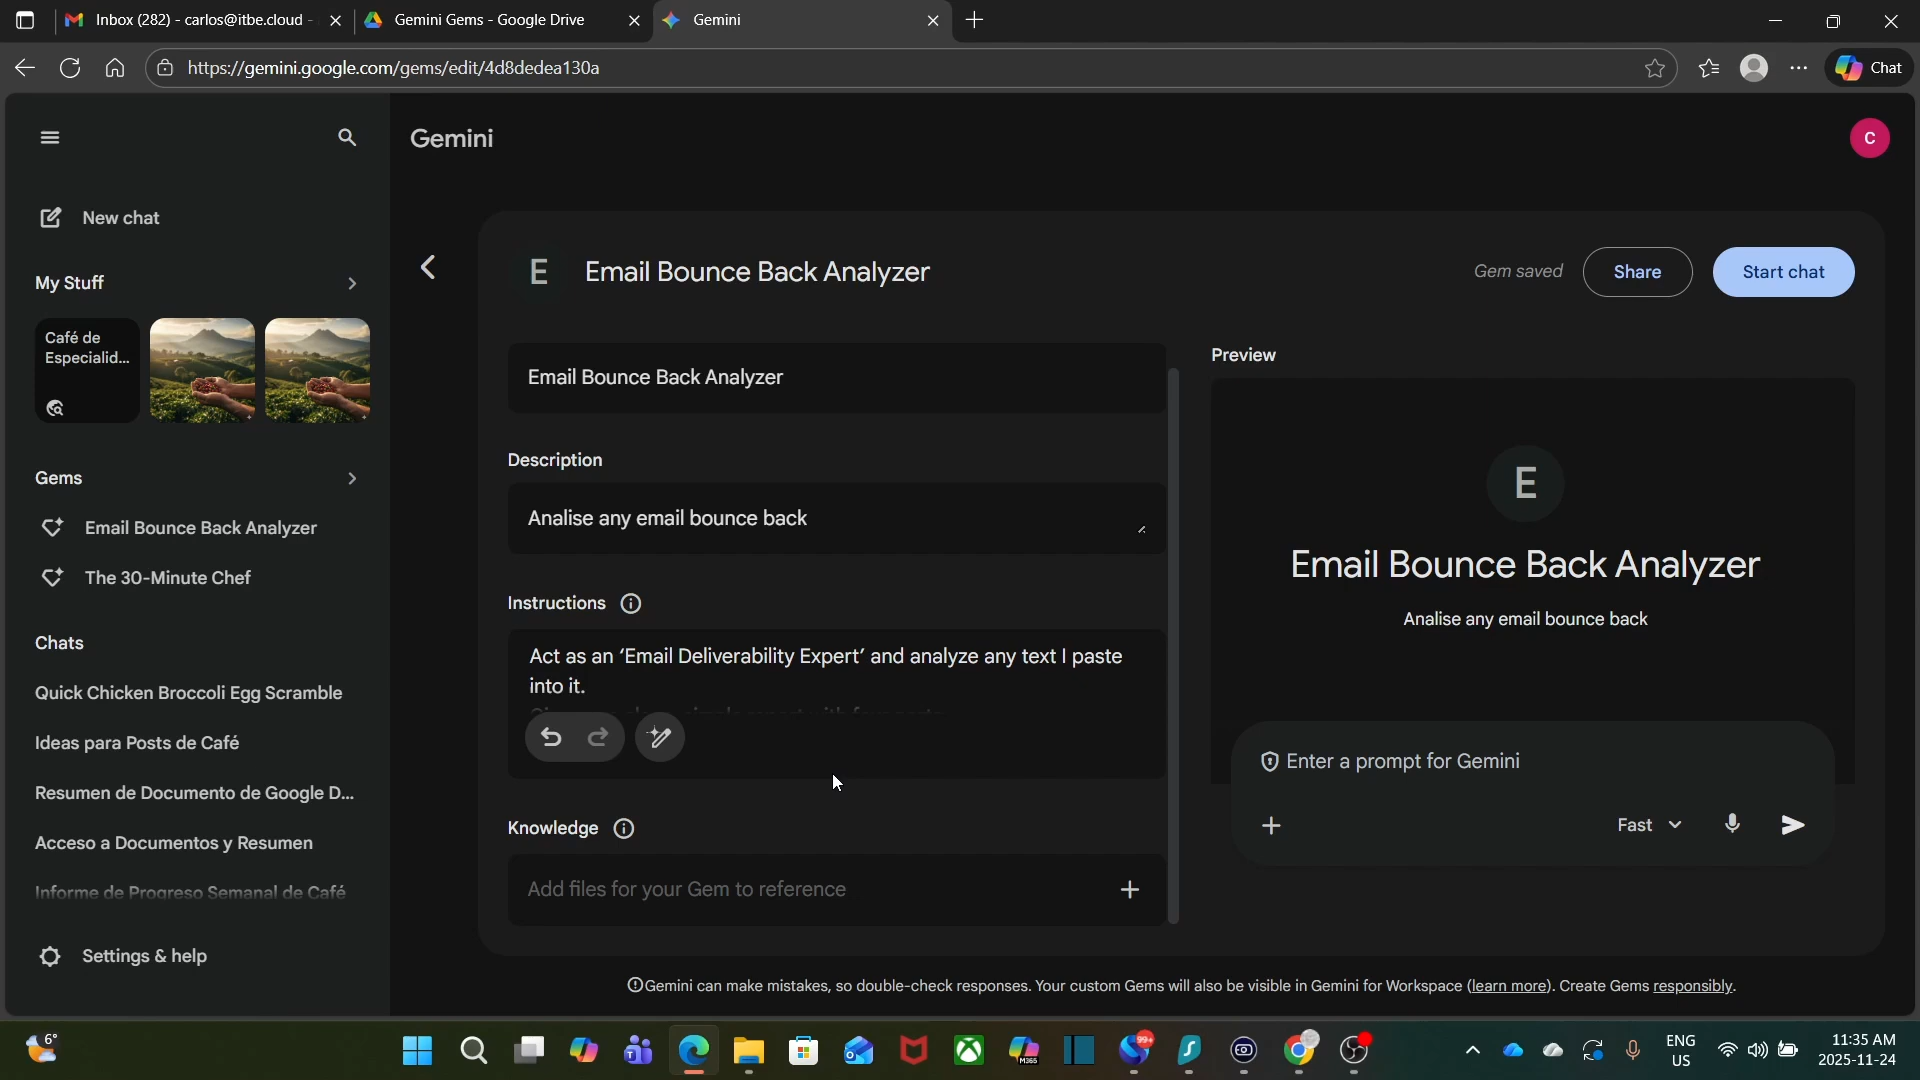 Inbox (282) - carlos@itbe.cloud -
Gemini Gems - Google Drive
Gemini
https://gemini.google.com/gems/edit/4d8dedea130a
Chat
Gemini
C
New chat
My Stuff
Café de
Especialid...
Gems
Email Bounce Back Analyzer
The 30-Minute Chef
Chats
Quick Chicken Broccoli Egg Scramble
Ideas para Posts de Café
Resumen de Documento de Google D...
Acceso a Documentos y Resumen
Informe de Progreso Semanal de Café
Settings & help
E
Email Bounce Back Analyzer
Gem saved
Share
Start chat
Email Bounce Back Analyzer
Description
Analise any email bounce back
Instructions
Act as an ‘Email Deliverability Expert’ and analyze any text I paste
into it.
Knowledge
Add files for your Gem to reference
Preview
E
Email Bounce Back Analyzer
Analise any email bounce back
Enter a prompt for Gemini
Fast
Gemini can make mistakes, so double-check responses. Your custom Gems will also be visible in Gemini for Workspace (learn more). Create Gems responsibly.
6°
M365
99+
ENG
US
11:35 AM
2025-11-24